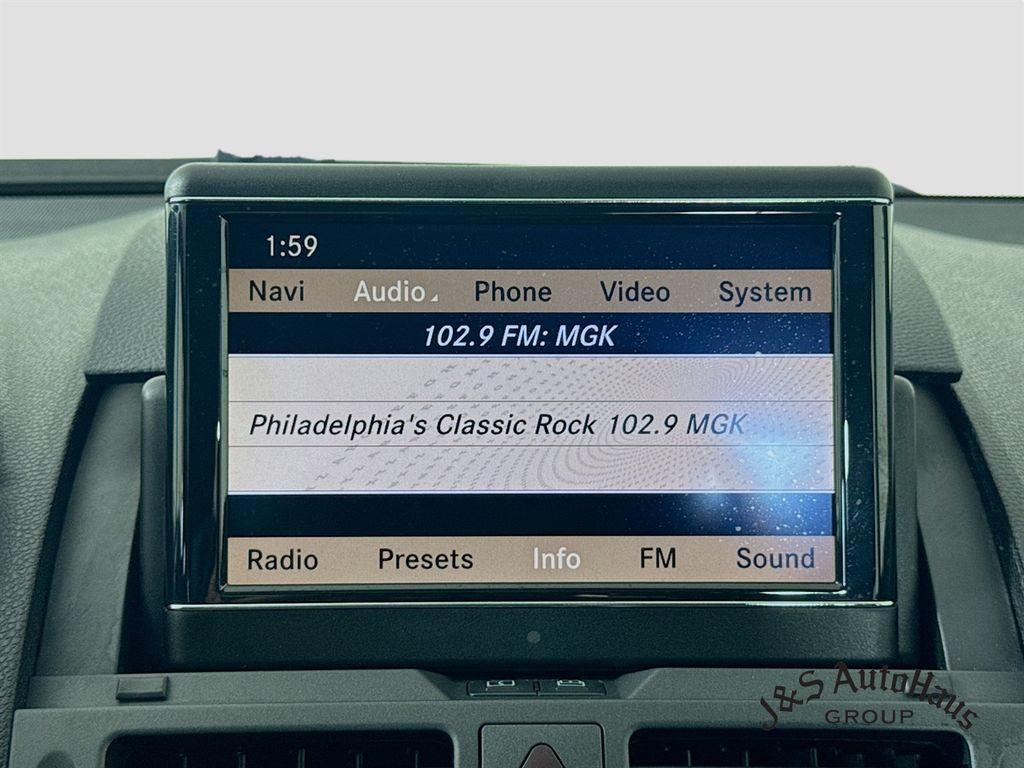 1:59
Navi Audio Phone Video System
102.9 FM: MGK
Philadelphia's Classic Rock 102.9 MGK
Radio Presets Info FM Sound
J&S AutoHaus
GROUP